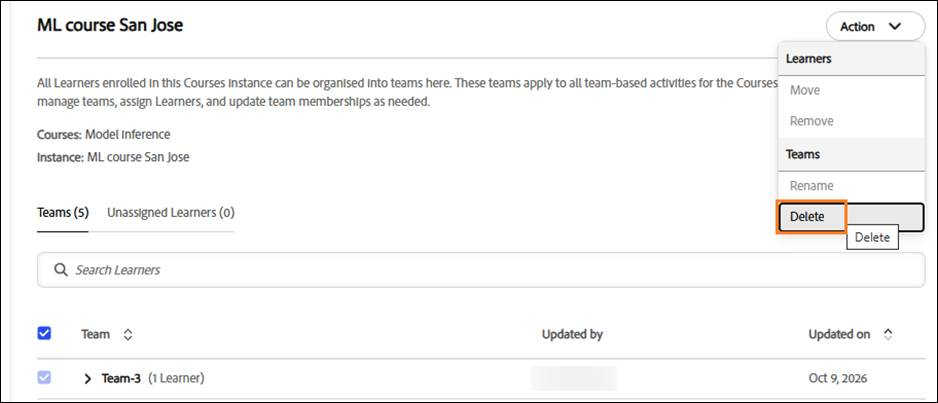 ML course San Jose
Action
All Learners enrolled in this Courses instance can be organised into teams here. These teams apply to all team-based activities for the Courses
manage teams, assign Learners, and update team memberships as needed.
Courses: Model Inference
Instance: ML course San Jose
Learners
Move
Remove
Teams
Rename
Delete
Delete
Teams (5) Unassigned Learners (0)
Search Learners
Team Updated by Updated on
Team-3 (1 Learner) Oct 9, 2026